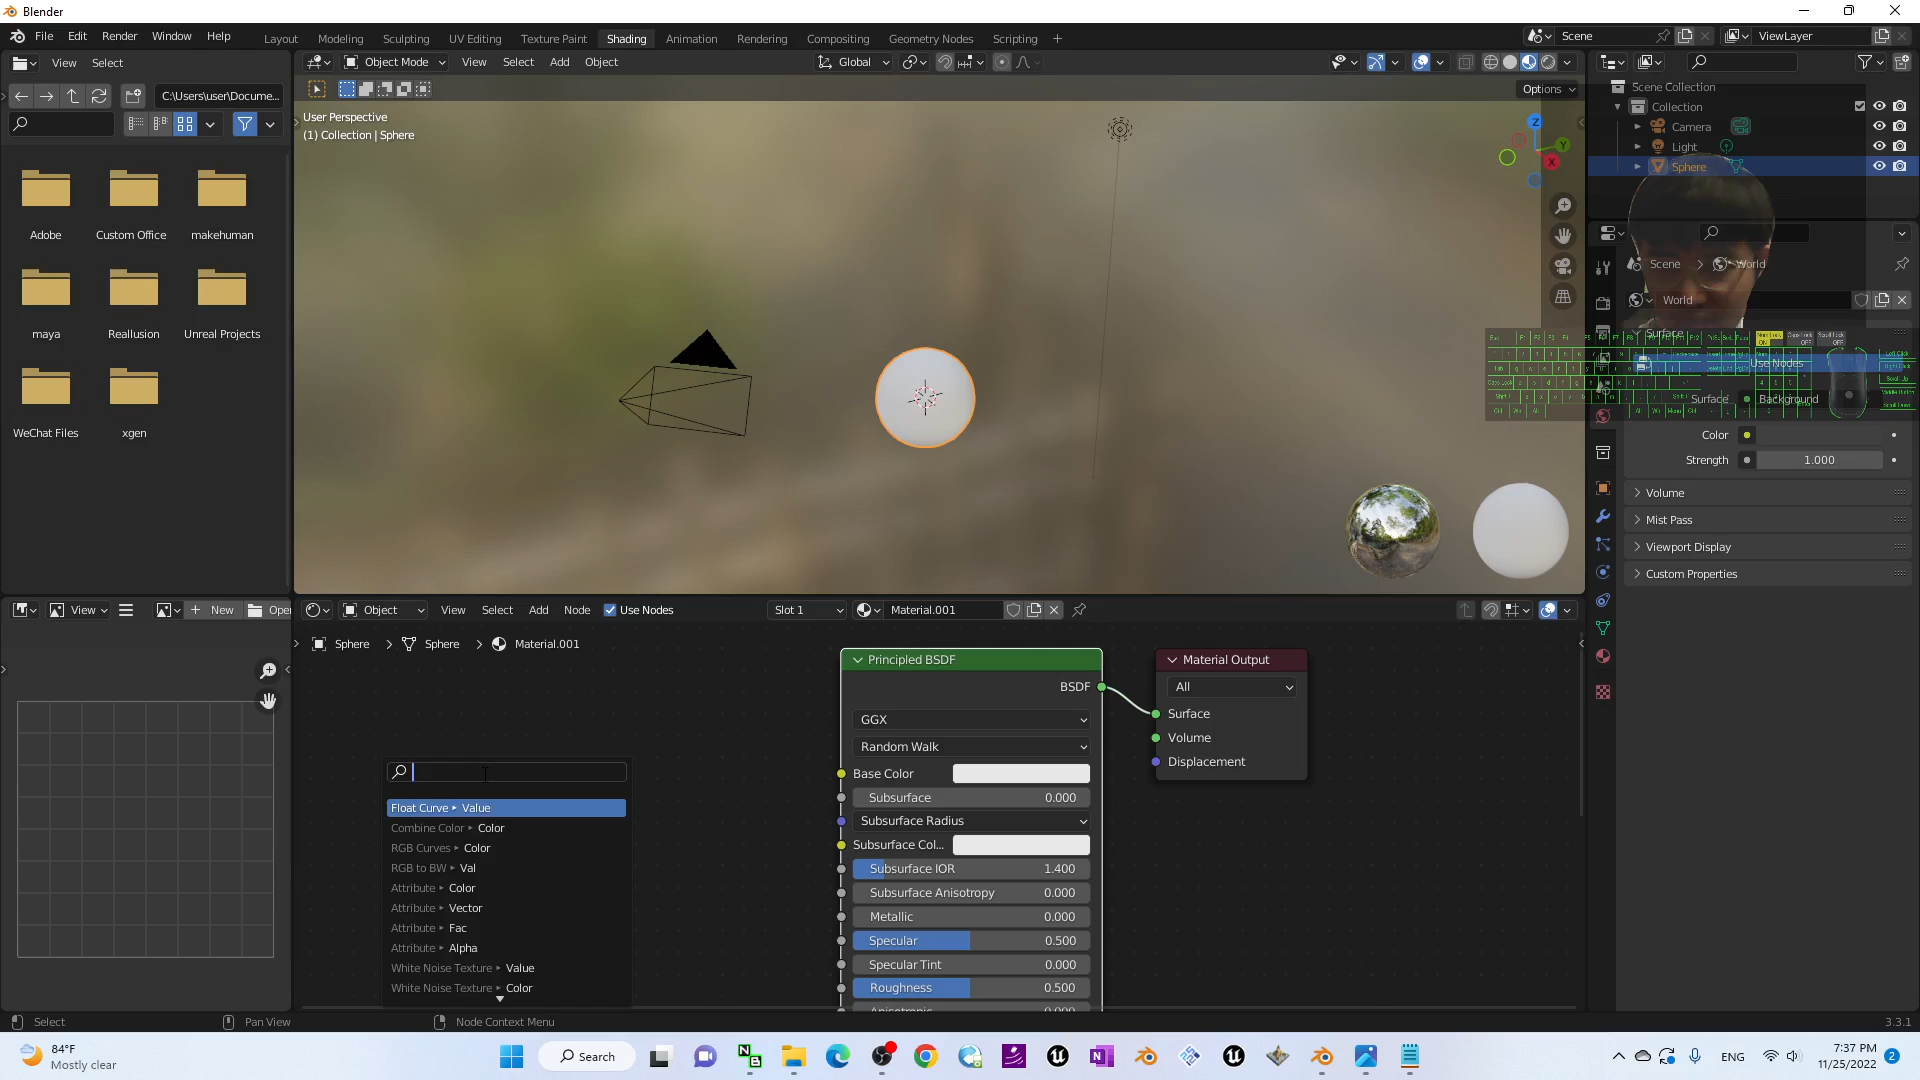 Blender
File Edit Render Window Help
Layout Modeling Sculpting UV Editing Texture Paint Shading Animation Rendering Compositing Geometry Nodes Scripting
Scene ViewLayer
View Select
Object Mode View Select Add Object
Global
Options
C:\Users\user\Docume...
Adobe Custom Office makehuman
maya Reallusion Unreal Projects
WeChat Files xgen
User Perspective
(1) Collection | Sphere
Z
Y
X
Scene Collection
Collection
Camera
Light
Sphere
Scene World
World
Surface
Use Nodes
Surface Background
Color
Strength 1.000
Volume
Mist Pass
Viewport Display
Custom Properties
View New Open
Object View Select Add Node Use Nodes Slot 1 Material.001
Sphere Sphere Material.001
Float Curve Value
Combine Color Color
RGB Curves Color
RGB to BW Val
Attribute Color
Attribute Vector
Attribute Fac
Attribute Alpha
White Noise Texture Value
White Noise Texture Color
Principled BSDF
BSDF
GGX
Random Walk
Base Color
Subsurface 0.000
Subsurface Radius
Subsurface Col...
Subsurface IOR 1.400
Subsurface Anisotropy 0.000
Metallic 0.000
Specular 0.500
Specular Tint 0.000
Roughness 0.500
Material Output
All
Surface
Volume
Displacement
Select Pan View Node Context Menu 3.3.1
84°F
Mostly clear
Search
ENG
7:37 PM
11/25/2022
2